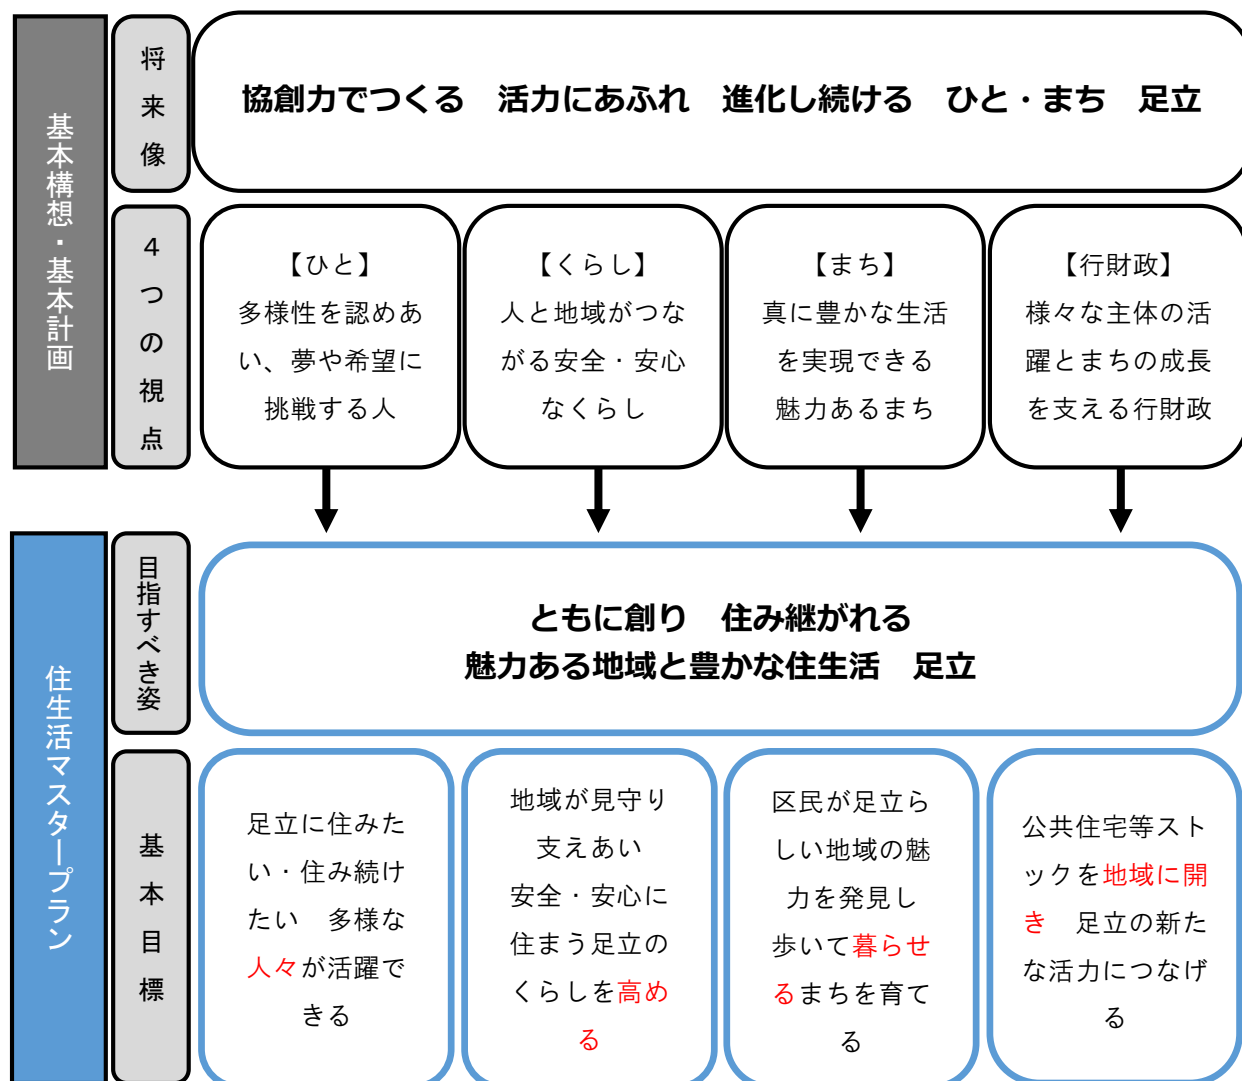 基本構想・基本計画
将来像
協創力でつくる　活力にあふれ　進化し続ける　ひと・まち　足立
４つの視点
【ひと】
多様性を認めあ
い、夢や希望に
挑戦する人
【くらし】
人と地域がつな
がる安全・安心
なくらし
【まち】
真に豊かな生活
を実現できる
魅力あるまち
【行財政】
様々な主体の活
躍とまちの成長
を支える行財政
住生活マスタープラン
目指すべき姿
ともに創り　住み継がれる
魅力ある地域と豊かな住生活　足立
基本目標
足立に住みた
い・住み続け
たい　多様な
人々が活躍で
きる
地域が見守り
支えあい
安全・安心に
住まう足立の
くらしを高め
る
区民が足立ら
しい地域の魅
力を発見し
歩いて暮らせ
るまちを育て
る
公共住宅等スト
ックを地域に開
き　足立の新た
な活力につなげ
る